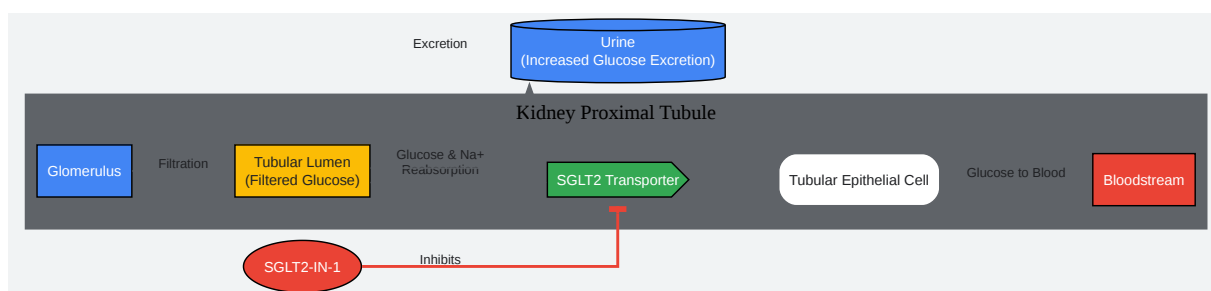 Excretion
Urine
(Increased Glucose Excretion)
Kidney Proximal Tubule
Glomerulus
Filtration
Tubular Lumen
(Filtered Glucose)
Glucose & Na+
Reabsorption
SGLT2 Transporter
Tubular Epithelial Cell
Glucose to Blood
Bloodstream
SGLT2-IN-1
Inhibits